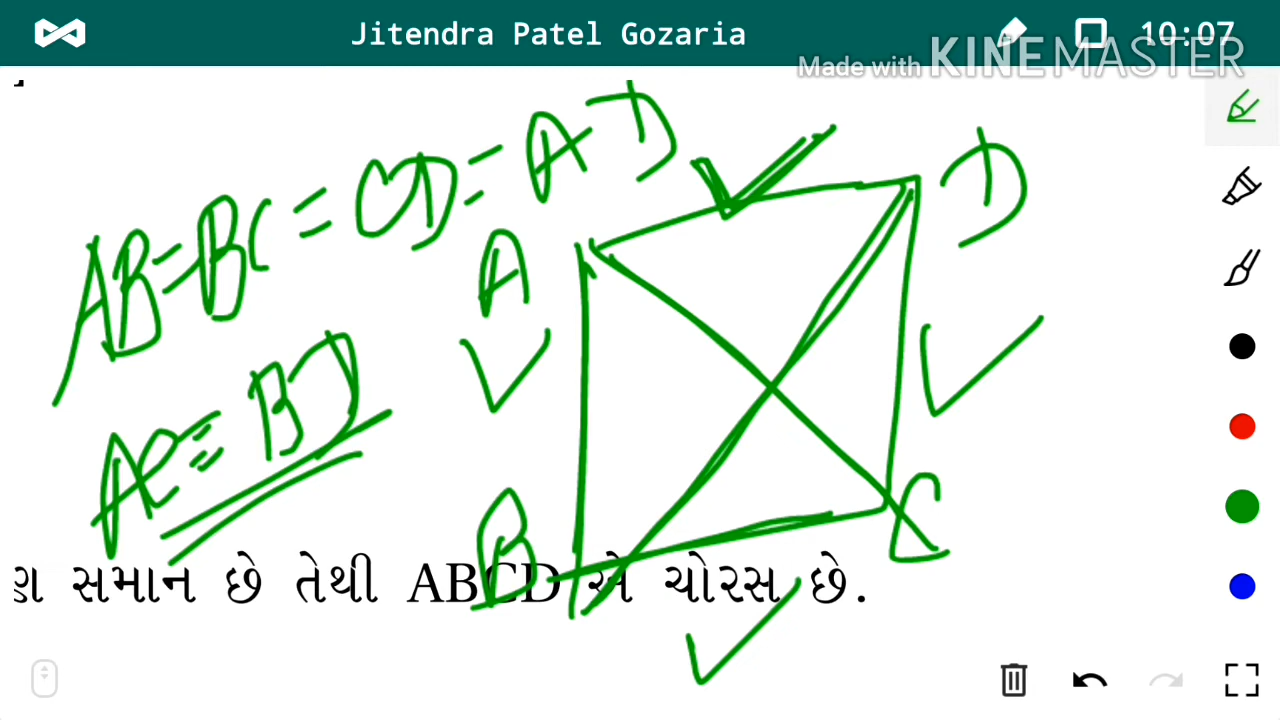 Jitendra Patel Gozaria
10:07
Made with KINEMASTER
AB=BC=CD=AD
A
D
AC=BD
B
C
સમાન છે તેથી ABCD એ ચોરસ છે.